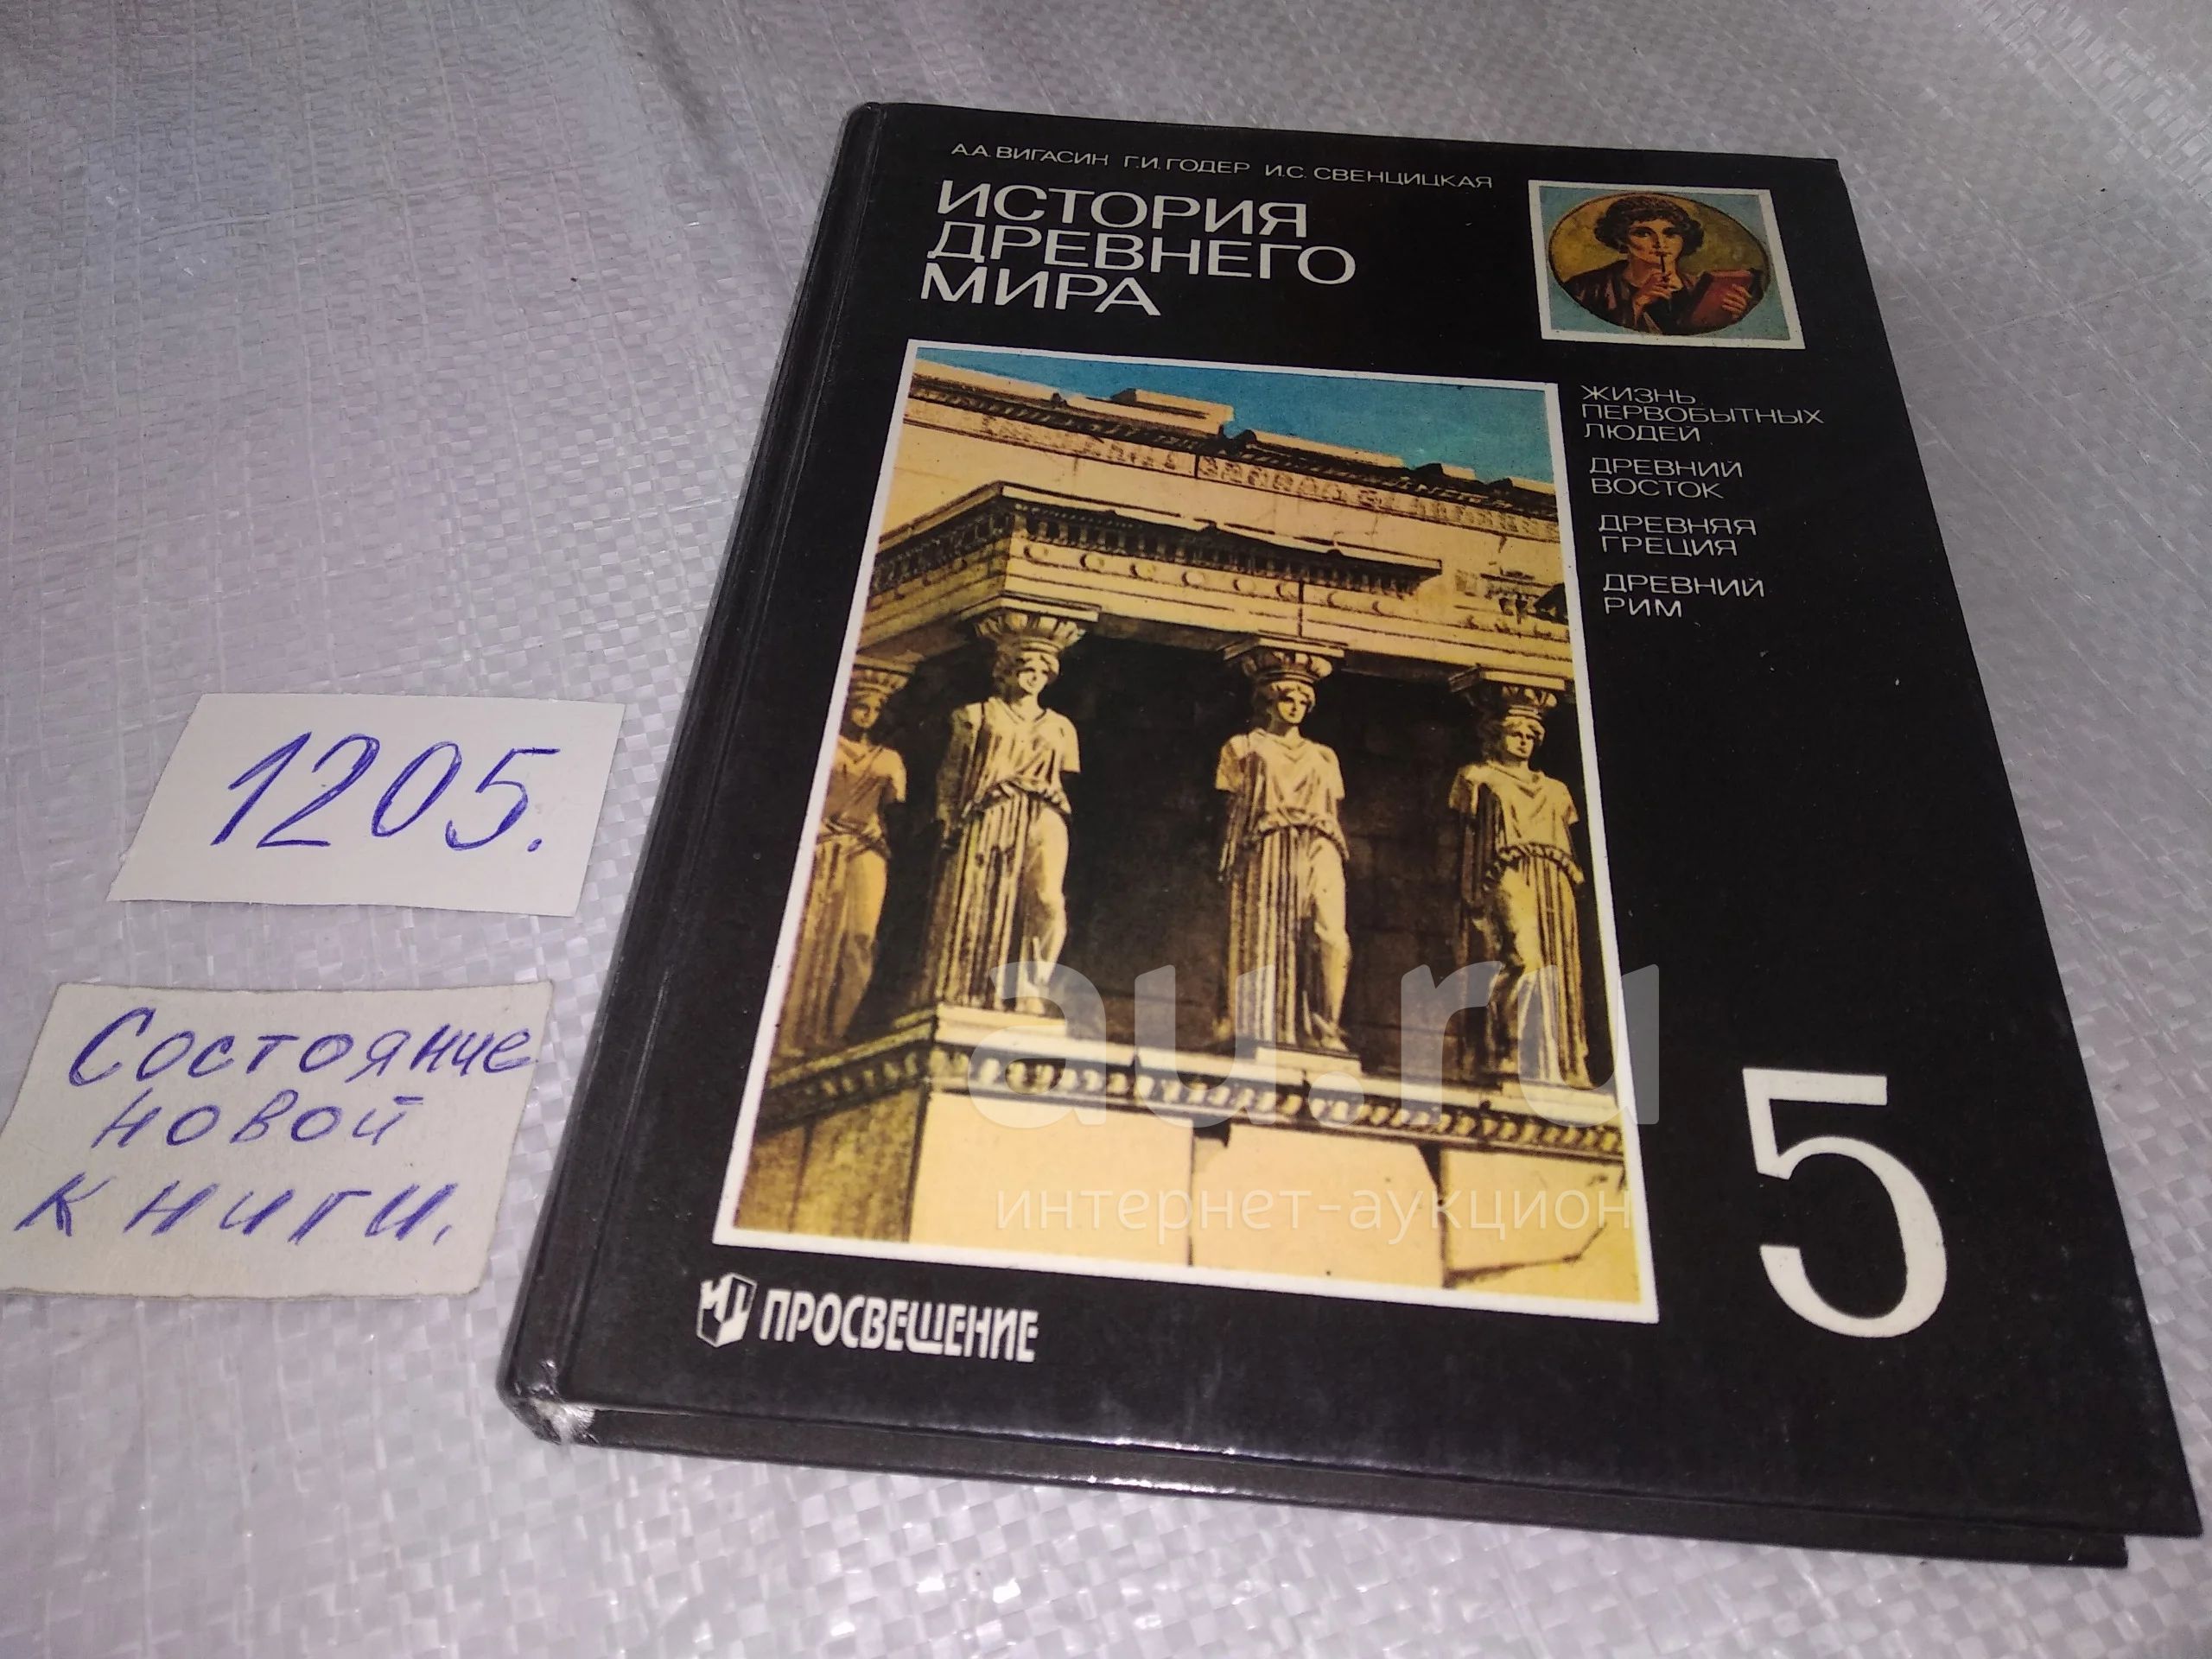 А.А. ВИГАСИН Г.И. ГОДЕР И.С. СВЕНЦИЦКАЯ
ИСТОРИЯ
ДРЕВНЕГО
МИРА
ЖИЗНЬ
ПЕРВОБЫТНЫХ
ЛЮДЕЙ
ДРЕВНИЙ
ВОСТОК
ДРЕВНЯЯ
ГРЕЦИЯ
ДРЕВНИЙ
РИМ
1205.
Состояние
новой
книги.
au.ru
интернет-аукцион
5
ПРОСВЕЩЕНИЕ